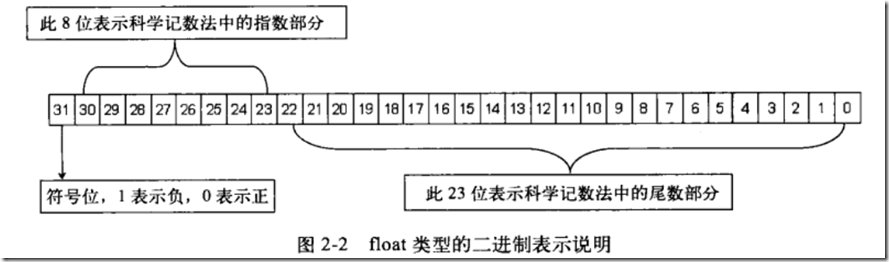 此 8 位表示科学记数法中的指数部分
31 30 29 28 27 26 25 24 23 22 21 20 19 18 17 16 15 14 13 12 11 10 9 8 7 6 5 4 3 2 1 0
符号位，1 表示负，0 表示正
此 23 位表示科学记数法中的尾数部分
图 2-2 float 类型的二进制表示说明